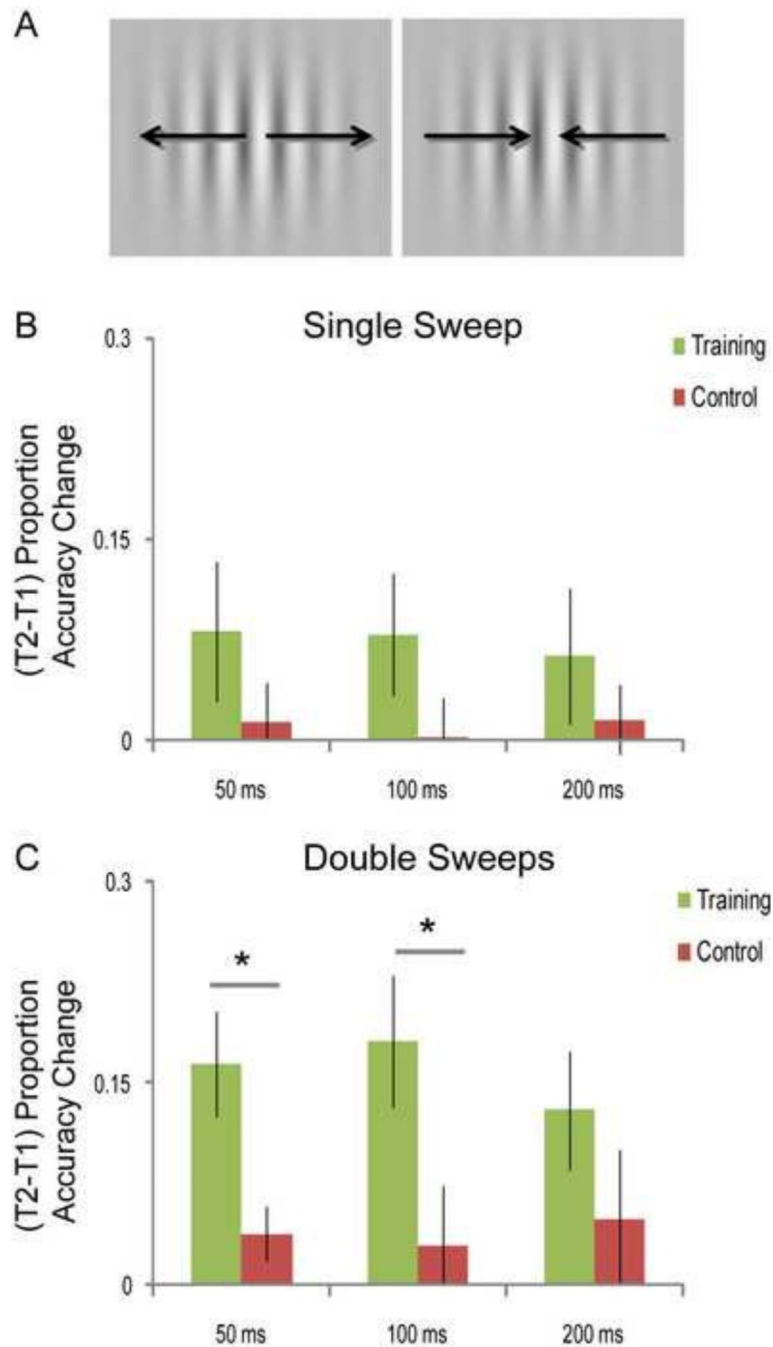 A
B
Single Sweep
0.3
0.15
0
(T2-T1) Proportion
Accuracy Change
Training
Control
50 ms
100 ms
200 ms
C
Double Sweeps
0.3
0.15
0
(T2-T1) Proportion
Accuracy Change
Training
Control
*
*
50 ms
100 ms
200 ms